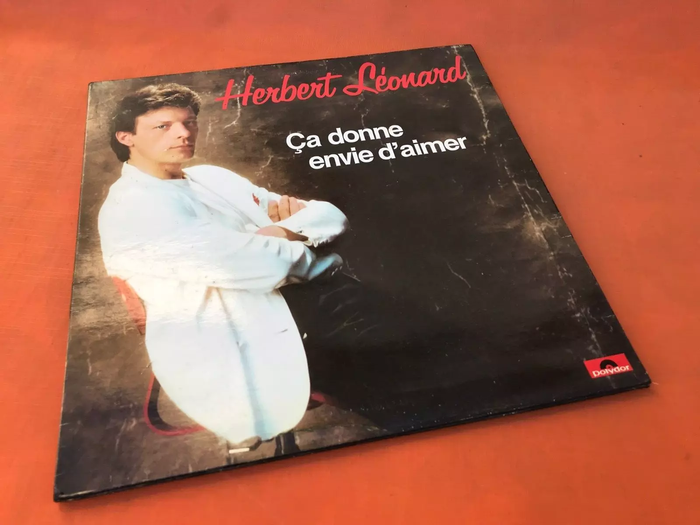 Herbert Léonard
Ça donne
envie d'aimer
Polydor